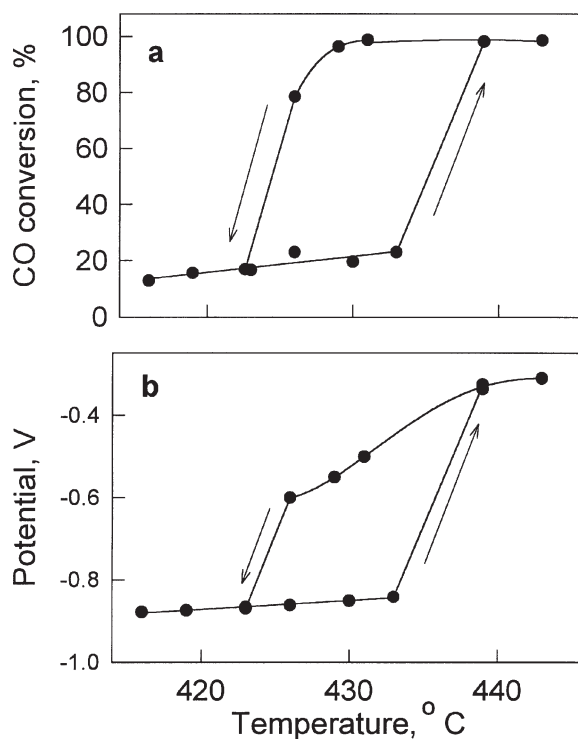 100
80
60
40
20
0
CO conversion, %
a
-0.4
-0.6
-0.8
-1.0
Potential, V
b
420
430
440
Temperature, ° C